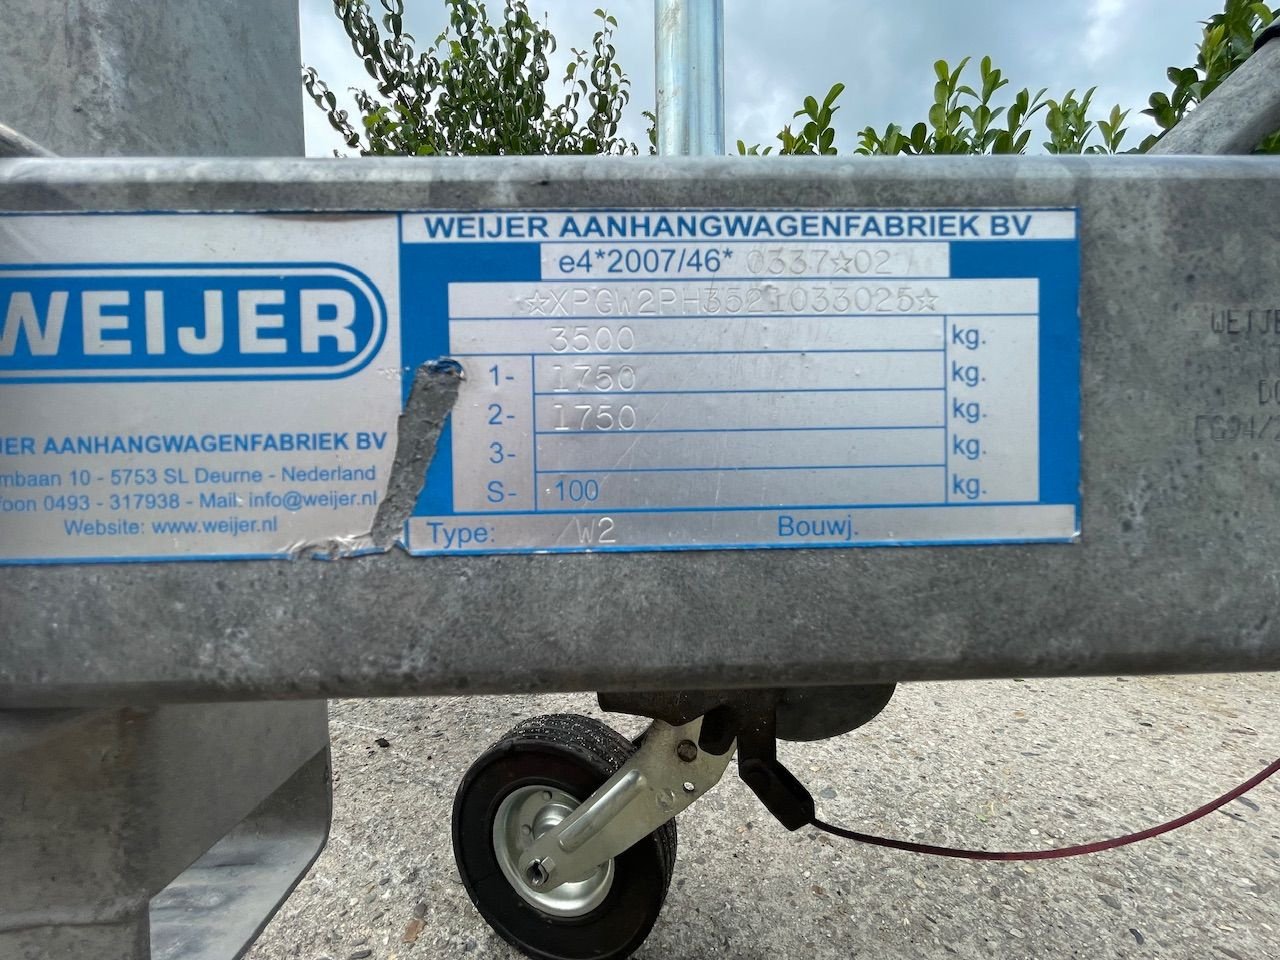 WEIJER
AANHANGWAGENFABRIEK BV
10 - 5753 SL Deurne - Nederland
0493 - 317938 - Mail: info@weijer.nl
Website: www.weijer.nl
WEIJER AANHANGWAGENFABRIEK BV
e4*2007/46* 0337☆02
☆XPGW2PH3521033025☆
3500 kg.
1- 1750 kg.
2- 1750 kg.
3- kg.
S- 100 kg.
Type: W2 Bouwj.